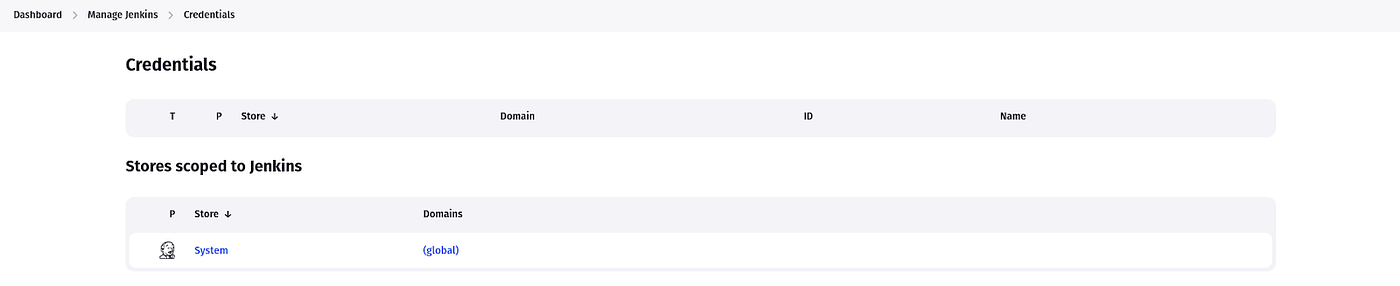 Dashboard > Manage Jenkins > Credentials
Credentials
T P Store ↓ Domain ID Name
Stores scoped to Jenkins
P Store ↓ Domains
System (global)